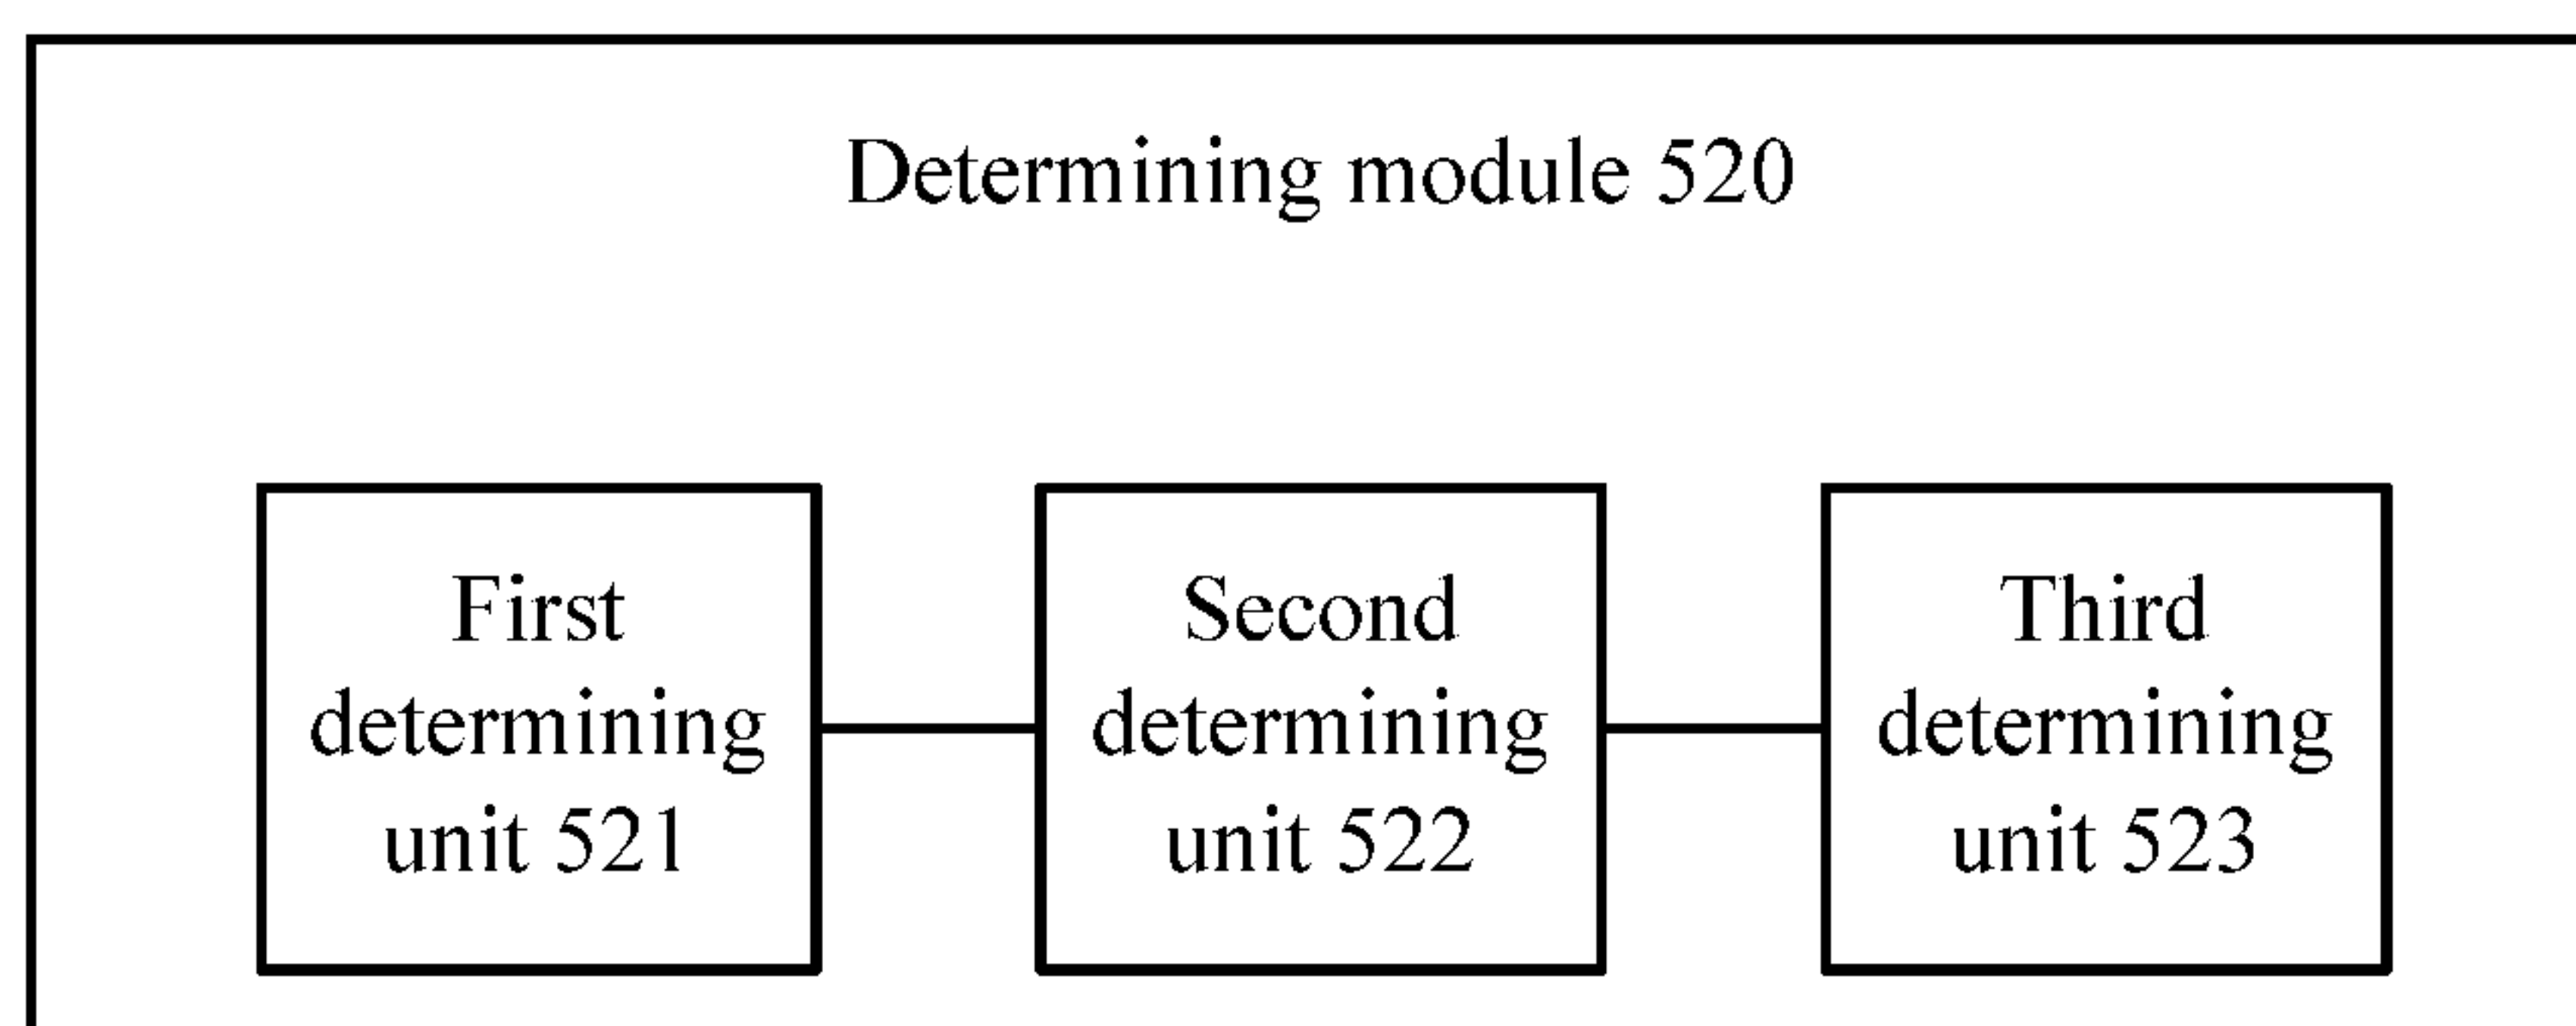 Determining module 520
First
determining
unit 521
Second
determining
unit 522
Third
determining
unit 523